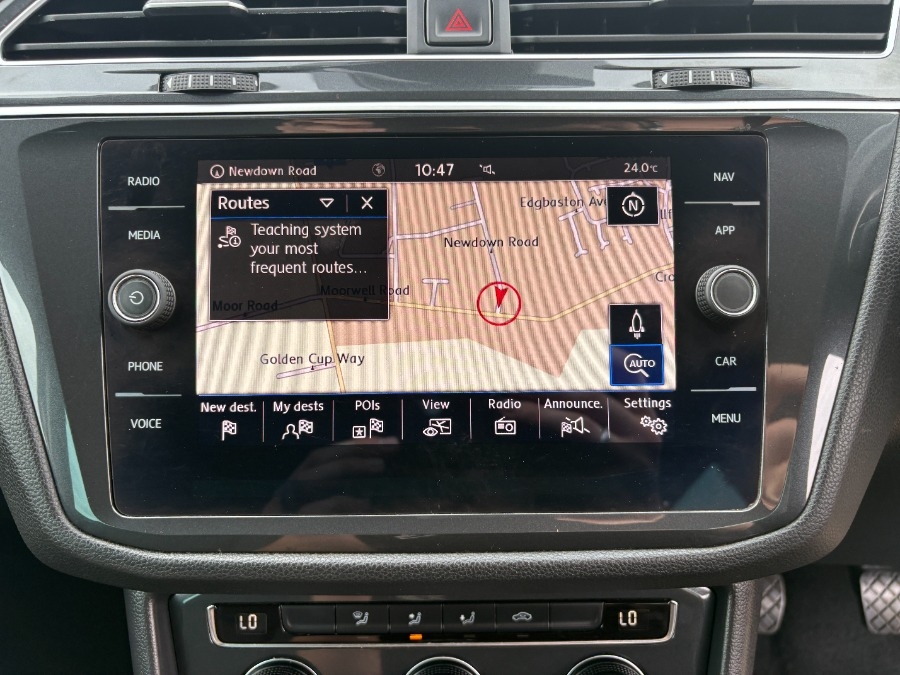 RADIO
MEDIA
PHONE
VOICE
NAV
APP
CAR
MENU
Newdown Road
10:47
24.0°C
Routes
Teaching system
your most
frequent routes...
Edgbaston Av
N
Newdown Road
Moorwell Road
Moor Road
Cro
Golden Cup Way
AUTO
New dest.
My dests
POIs
View
Radio
Announce.
Settings
LO
LO